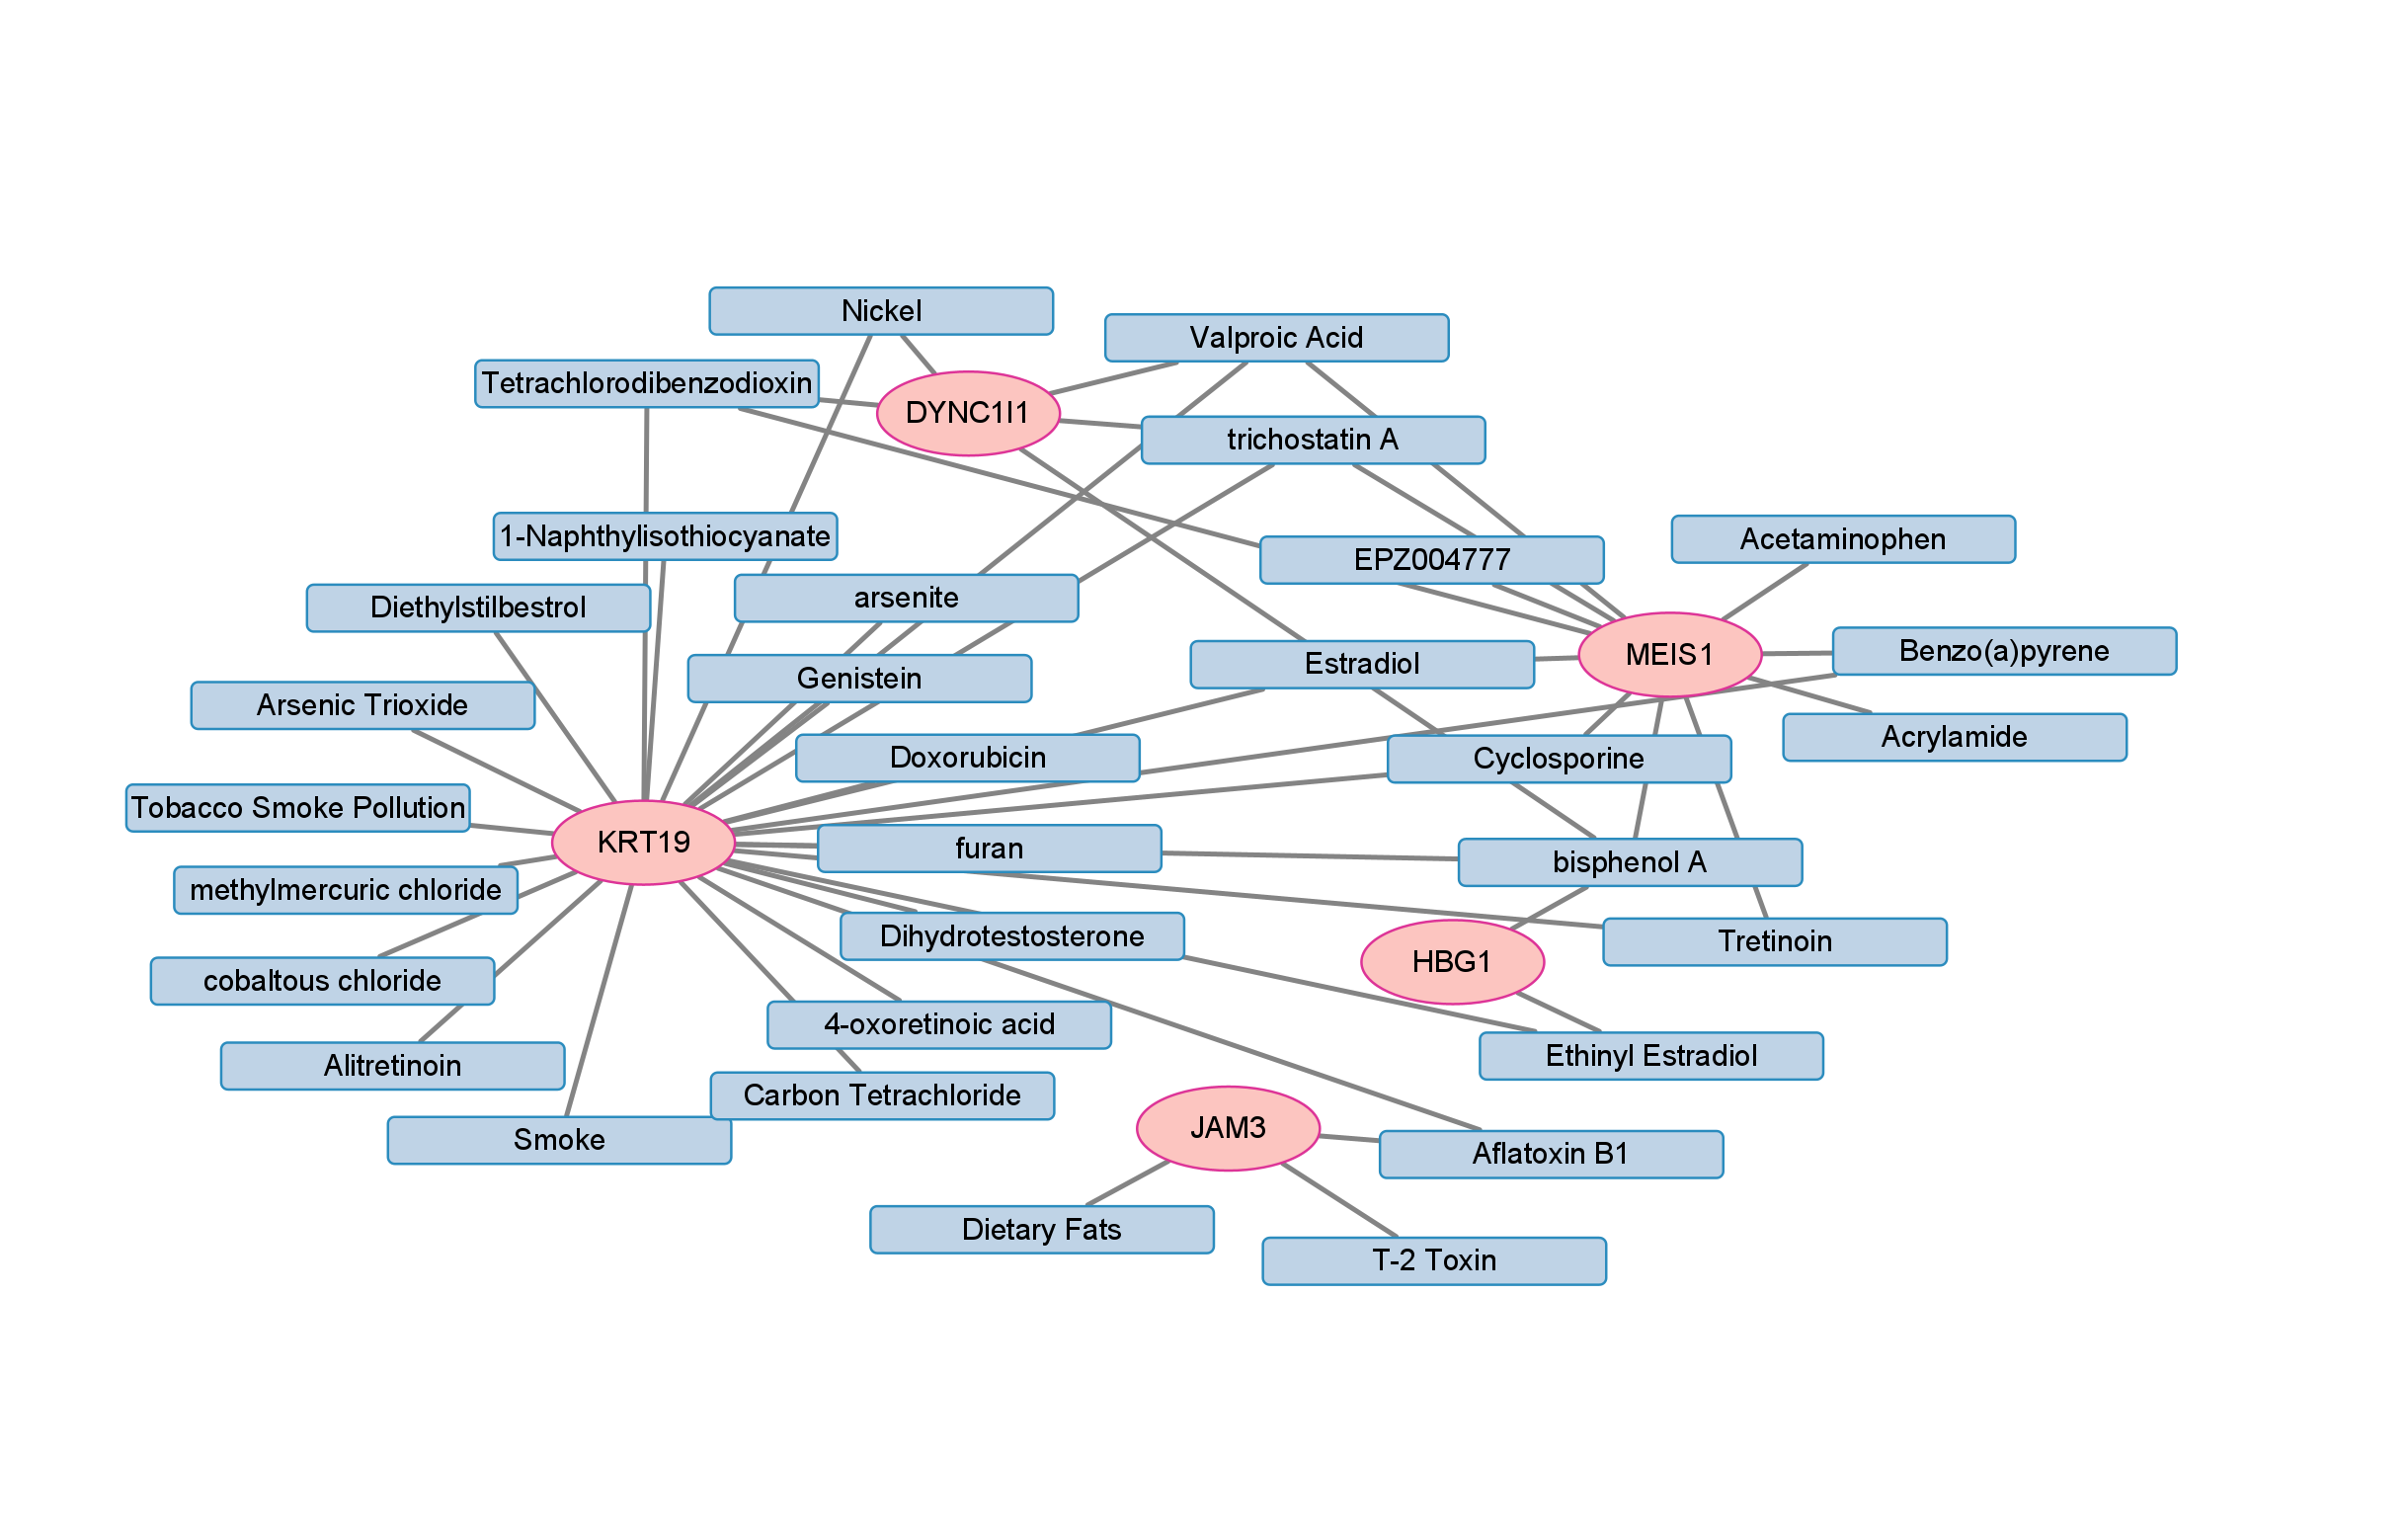 Nickel
Valproic Acid
Tetrachlorodibenzodioxin
DYNC1I1
trichostatin A
1-Naphthylisothiocyanate
Acetaminophen
EPZ004777
arsenite
Diethylstilbestrol
Benzo(a)pyrene
MEIS1
Estradiol
Genistein
Arsenic Trioxide
Acrylamide
Doxorubicin
Cyclosporine
Tobacco Smoke Pollution
KRT19
furan
bisphenol A
methylmercuric chloride
Dihydrotestosterone
Tretinoin
HBG1
cobaltous chloride
4-oxoretinoic acid
Ethinyl Estradiol
Alitretinoin
Carbon Tetrachloride
JAM3
Smoke
Aflatoxin B1
Dietary Fats
T-2 Toxin